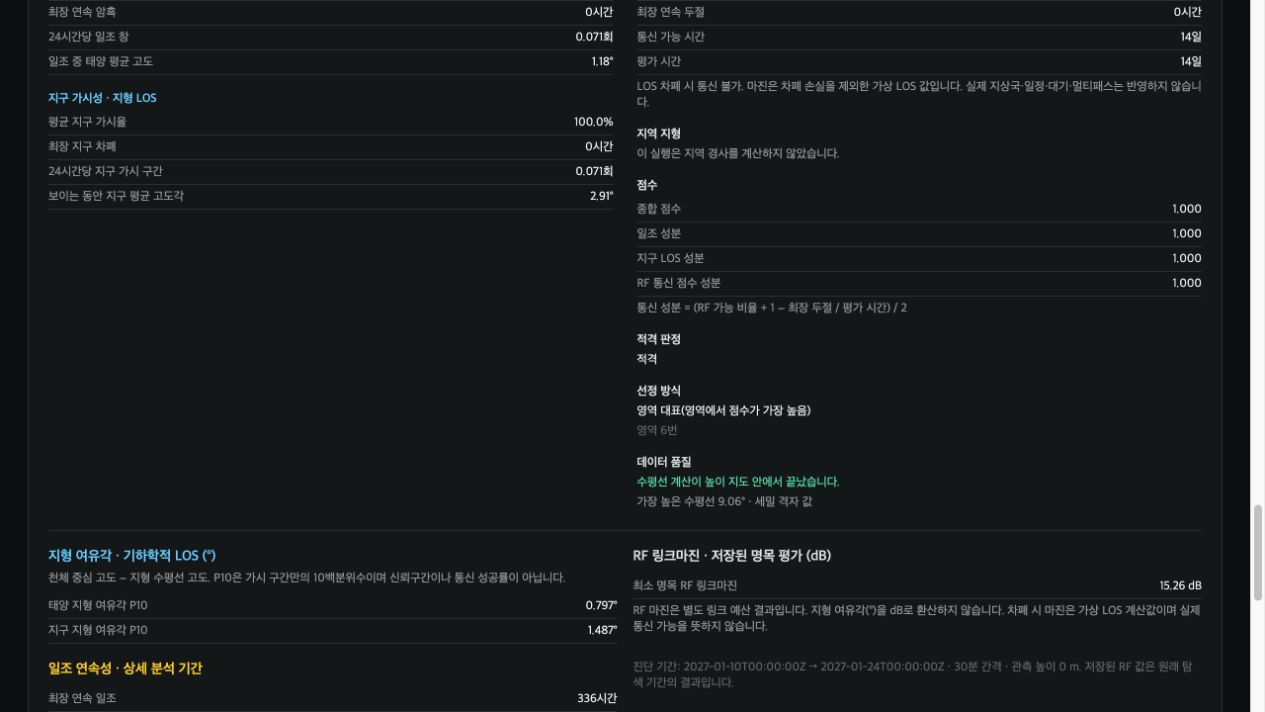 최장 연속 암흑 0시간
24시간당 일조 창 0.071회
일조 중 태양 평균 고도 1.18°
지구 가시성 · 지형 LOS
평균 지구 가시율 100.0%
최장 지구 차폐 0시간
24시간당 지구 가시 구간 0.071회
보이는 동안 지구 평균 고도각 2.91°
최장 연속 두절 0시간
통신 가능 시간 14일
평가 시간 14일
LOS 차폐 시 통신 불가. 마진은 차폐 손실을 제외한 가상 LOS 값입니다. 실제 지상국·일정·대기·멀티패스는 반영하지 않습니
다.
지역 지형
이 실행은 지역 경사를 계산하지 않았습니다.
점수
종합 점수 1.000
일조 성분 1.000
지구 LOS 성분 1.000
RF 통신 점수 성분 1.000
통신 성분 = (RF 가능 비율 + 1 − 최장 두절 / 평가 시간) / 2
적격 판정
적격
선정 방식
영역 대표(영역에서 점수가 가장 높음)
영역 6번
데이터 품질
수평선 계산이 높이 지도 안에서 끝났습니다.
가장 높은 수평선 9.06° · 세밀 격자 값
지형 여유각 · 기하학적 LOS (°)
천체 중심 고도 − 지형 수평선 고도. P10은 가시 구간만의 10백분위수이며 신뢰구간이나 통신 성공률이 아닙니다.
태양 지형 여유각 P10 0.797°
지구 지형 여유각 P10 1.487°
일조 연속성 · 상세 분석 기간
최장 연속 일조 336시간
RF 링크마진 · 저장된 명목 평가 (dB)
최소 명목 RF 링크마진 15.26 dB
RF 마진은 별도 링크 예산 결과입니다. 지형 여유각(°)을 dB로 환산하지 않습니다. 차폐 시 마진은 가상 LOS 계산값이며 실제
통신 가능을 뜻하지 않습니다.
진단 기간: 2027-01-10T00:00:00Z → 2027-01-24T00:00:00Z · 30분 간격 · 관측 높이 0 m. 저장된 RF 값은 원래 탐
색 기간의 결과입니다.